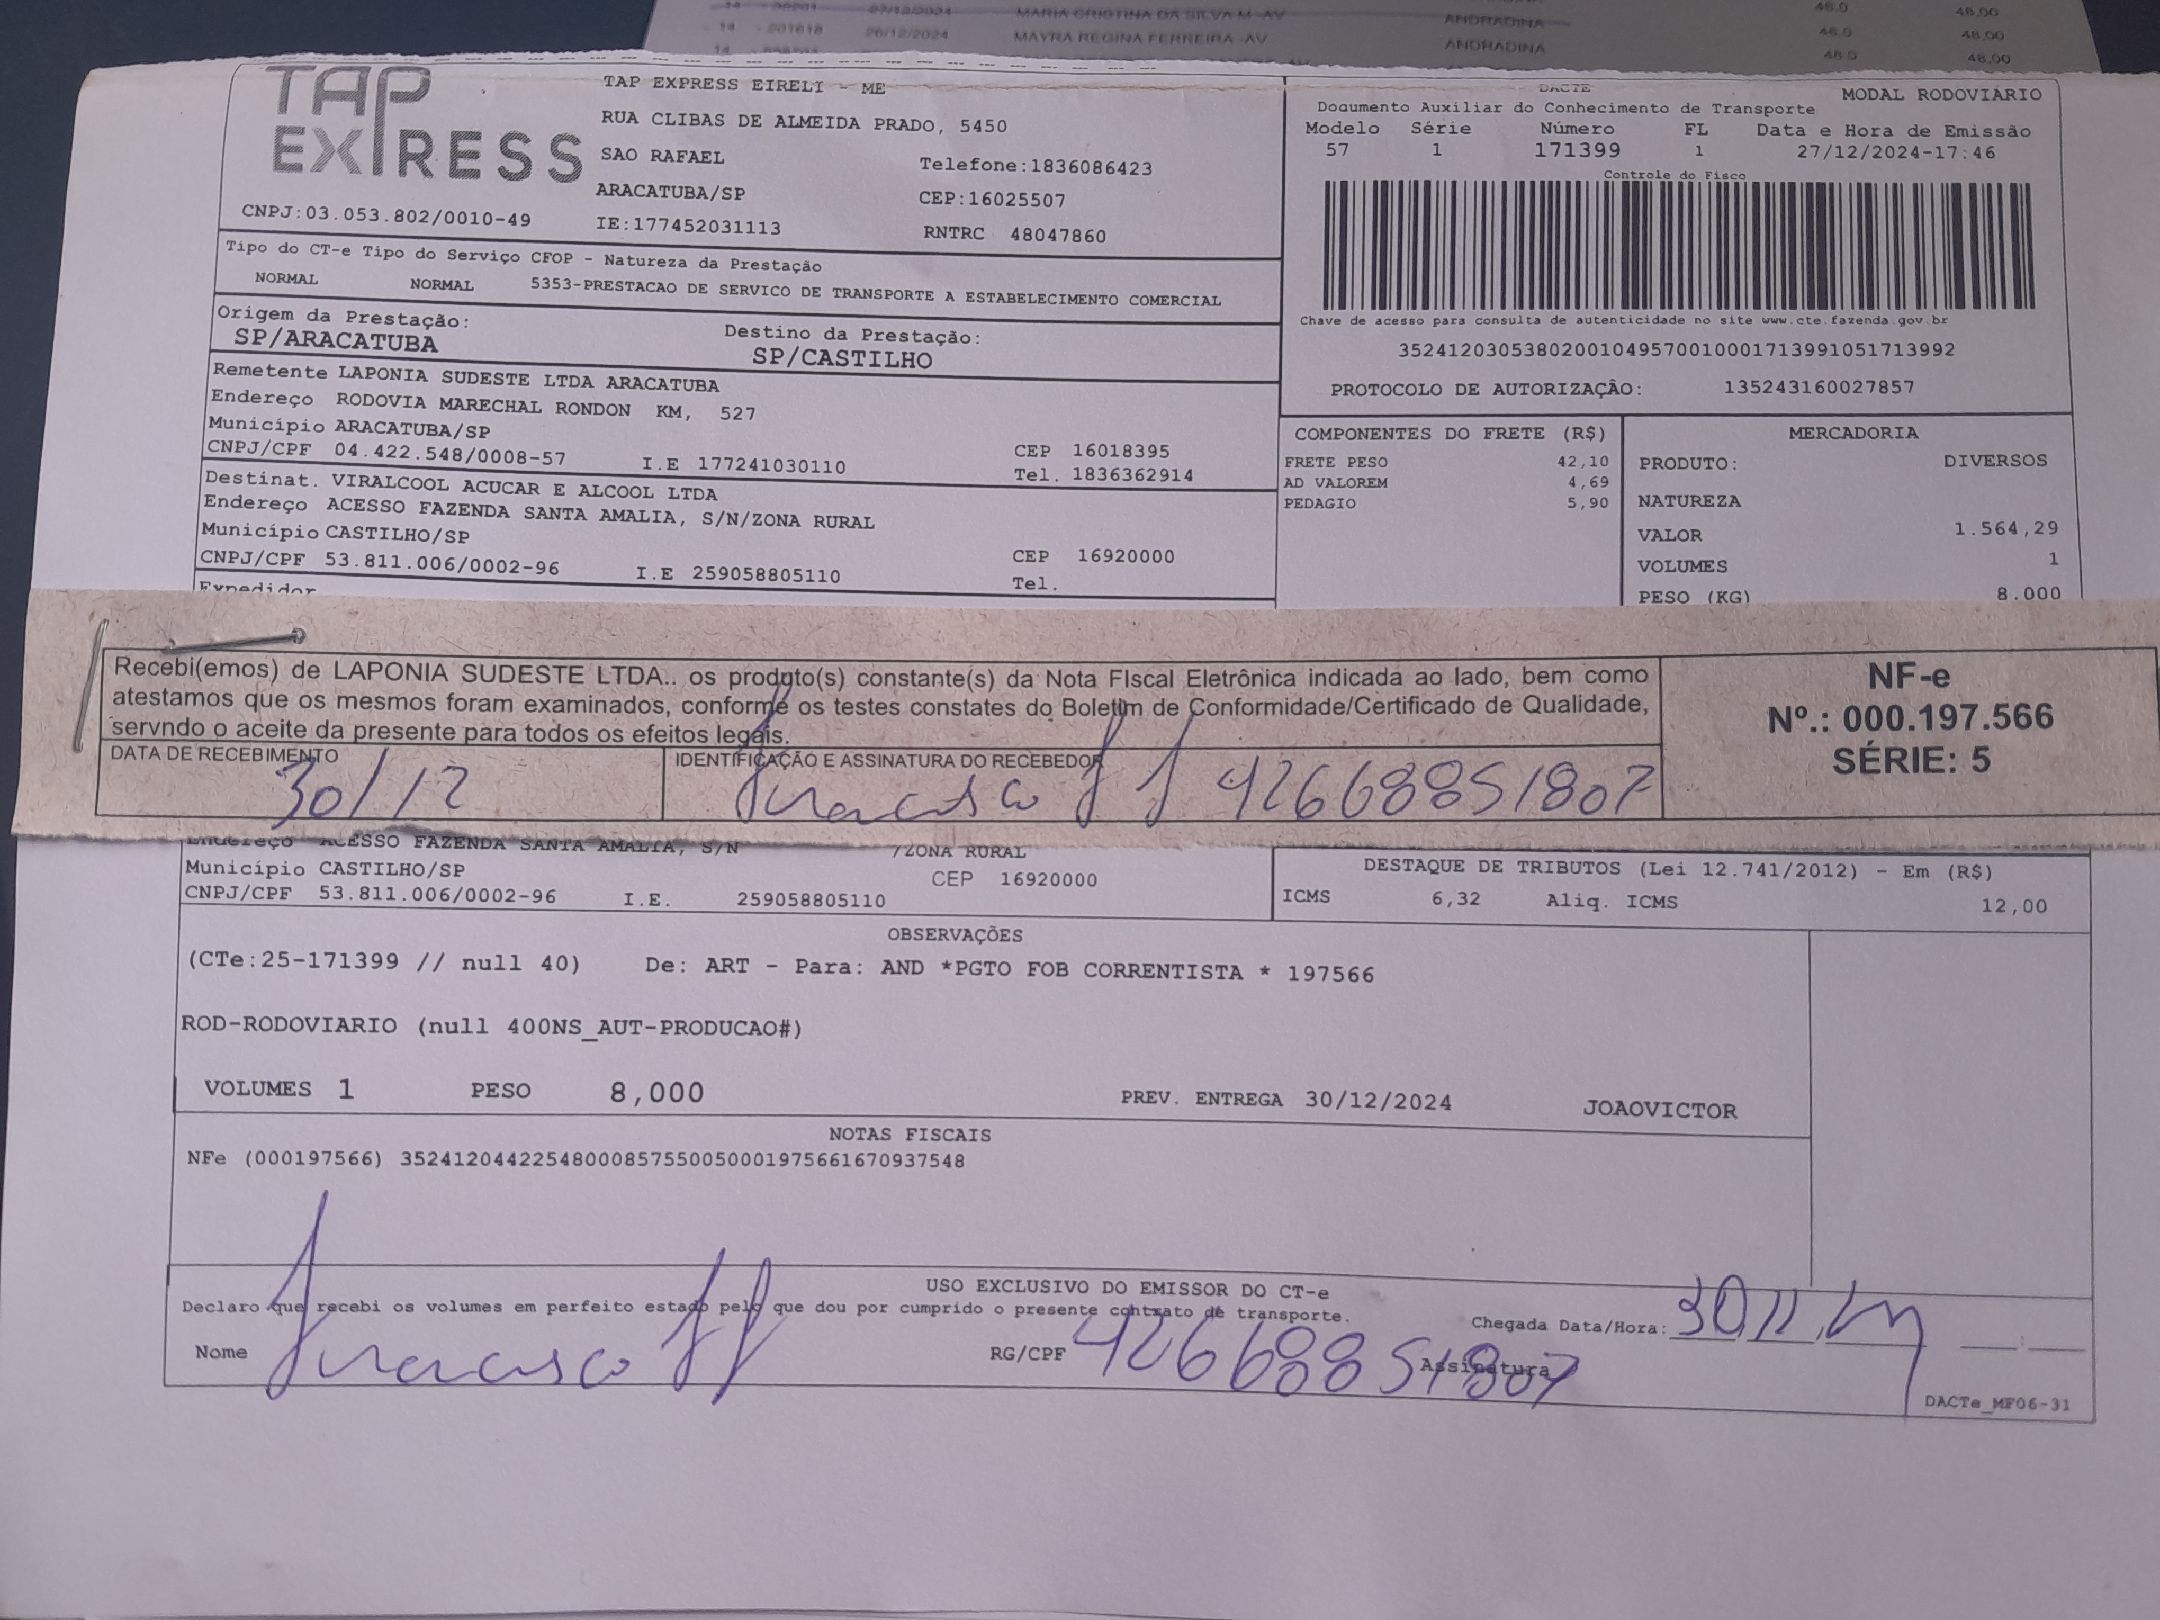 MARIA CRISTINA DA SILVA M-AV
14 - 201618 26/12/2024 MAYRA REGINA FERREIRA -AV ANDRADINA 48.0 48,00
TAP EXPRESS
TAP EXPRESS EIRELI - ME
RUA CLIBAS DE ALMEIDA PRADO, 5450
SAO RAFAEL Telefone:1836086423
ARACATUBA/SP CEP:16025507
CNPJ:03.053.802/0010-49 IE:177452031113 RNTRC 48047860
DACTE MODAL RODOVIARIO
Documento Auxiliar do Conhecimento de Transporte
Modelo Série Número FL Data e Hora de Emissão
57 1 171399 1 27/12/2024-17:46
Controle do Fisco
Chave de acesso para consulta de autenticidade no site www.cte.fazenda.gov.br
35241203053802001049570010001713991051713992
PROTOCOLO DE AUTORIZAÇÃO: 135243160027857
Tipo do CT-e Tipo do Serviço CFOP - Natureza da Prestação
NORMAL NORMAL 5353-PRESTACAO DE SERVICO DE TRANSPORTE A ESTABELECIMENTO COMERCIAL
Origem da Prestação: Destino da Prestação:
SP/ARACATUBA SP/CASTILHO
Remetente LAPONIA SUDESTE LTDA ARACATUBA
Endereço RODOVIA MARECHAL RONDON KM, 527
Município ARACATUBA/SP CEP 16018395
CNPJ/CPF 04.422.548/0008-57 I.E 177241030110 Tel. 1836362914
Destinat. VIRALCOOL ACUCAR E ALCOOL LTDA
Endereço ACESSO FAZENDA SANTA AMALIA, S/N/ZONA RURAL
Município CASTILHO/SP CEP 16920000
CNPJ/CPF 53.811.006/0002-96 I.E 259058805110 Tel.
Expedidor
COMPONENTES DO FRETE (R$)
FRETE PESO 42,10
AD VALOREM 4,69
PEDAGIO 5,90
MERCADORIA
PRODUTO: DIVERSOS
NATUREZA
VALOR 1.564,29
VOLUMES 1
PESO (KG) 8.000
Recebi(emos) de LAPONIA SUDESTE LTDA.. os produto(s) constante(s) da Nota FIscal Eletrônica indicada ao lado, bem como
atestamos que os mesmos foram examinados, conforme os testes constates do Boletim de Conformidade/Certificado de Qualidade,
servndo o aceite da presente para todos os efeitos legais.
DATA DE RECEBIMENTO IDENTIFICAÇÃO E ASSINATURA DO RECEBEDOR
30/12 42668851807
NF-e
Nº.: 000.197.566
SÉRIE: 5
Endereço ACESSO FAZENDA SANTA AMALIA, S/N /ZONA RURAL
Município CASTILHO/SP CEP 16920000
CNPJ/CPF 53.811.006/0002-96 I.E. 259058805110
DESTAQUE DE TRIBUTOS (Lei 12.741/2012) - Em (R$)
ICMS 6,32 Aliq. ICMS 12,00
OBSERVAÇÕES
(CTe:25-171399 // null 40) De: ART - Para: AND *PGTO FOB CORRENTISTA * 197566
ROD-RODOVIARIO (null 400NS_AUT-PRODUCAO#)
VOLUMES 1 PESO 8,000 PREV. ENTREGA 30/12/2024 JOAOVICTOR
NOTAS FISCAIS
NFe (000197566) 35241204422548000857550050001975661670937548
USO EXCLUSIVO DO EMISSOR DO CT-e
Declaro que recebi os volumes em perfeito estado pelo que dou por cumprido o presente contrato de transporte.
Chegada Data/Hora:
Nome RG/CPF 42668851807 Assinatura
DACTe_MF06-31